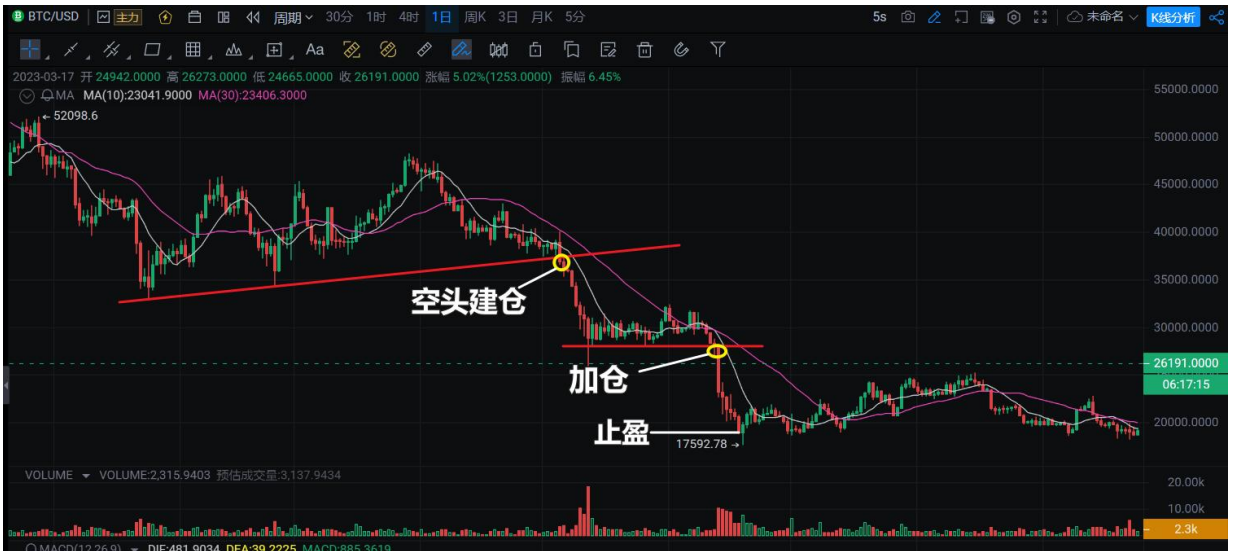 BTC/USD 主力 周期 30分 1时 4时 1日 周K 3日 月K 5分 5s 未命名 K线分析
Aa
2023-03-17 开 24942.0000 高 26273.0000 低 24665.0000 收 26191.0000 涨幅 5.02%(1253.0000) 振幅 6.45%
MA MA(10):23041.9000 MA(30):23406.3000
55000.0000
52098.6
50000.0000
45000.0000
40000.0000
35000.0000
空头建仓
30000.0000
26191.0000
06:17:15
加仓
止盈
17592.78
20000.0000
VOLUME VOLUME:2,315.9403 预估成交量:3,137.9434
20.00k
10.00k
2.3k
MACD(12,26,9) DIF:481.9034 DEA:39.2225 MACD:885.3619